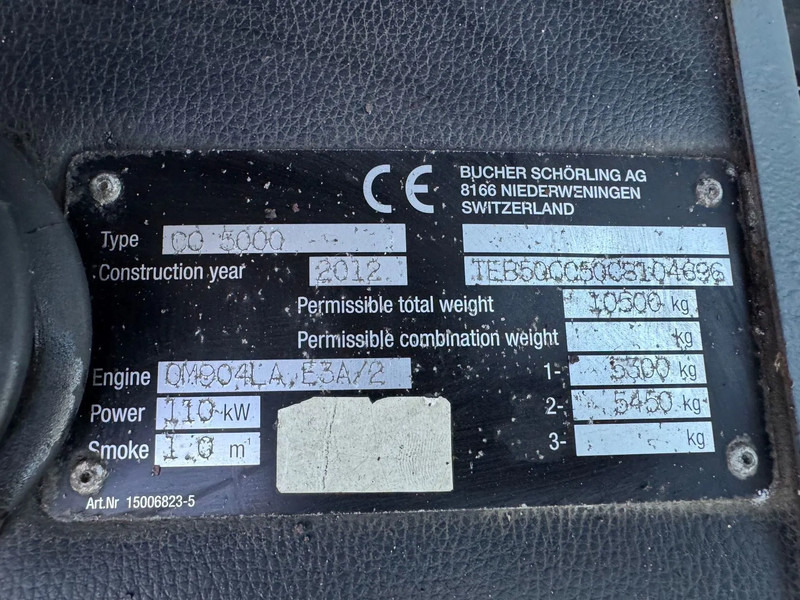 CE
BUCHER SCHÖRLING AG
8166 NIEDERWENINGEN
SWITZERLAND
Type CC 5000
Construction year 2012
Permissible total weight 10500 kg
Permissible combination weight kg
Engine OM904LA, E3A/2
1- 5300 kg
Power 110 kW
2- 5450 kg
Smoke 1.0 m⁻¹
3- kg
Art.Nr 15006823-5